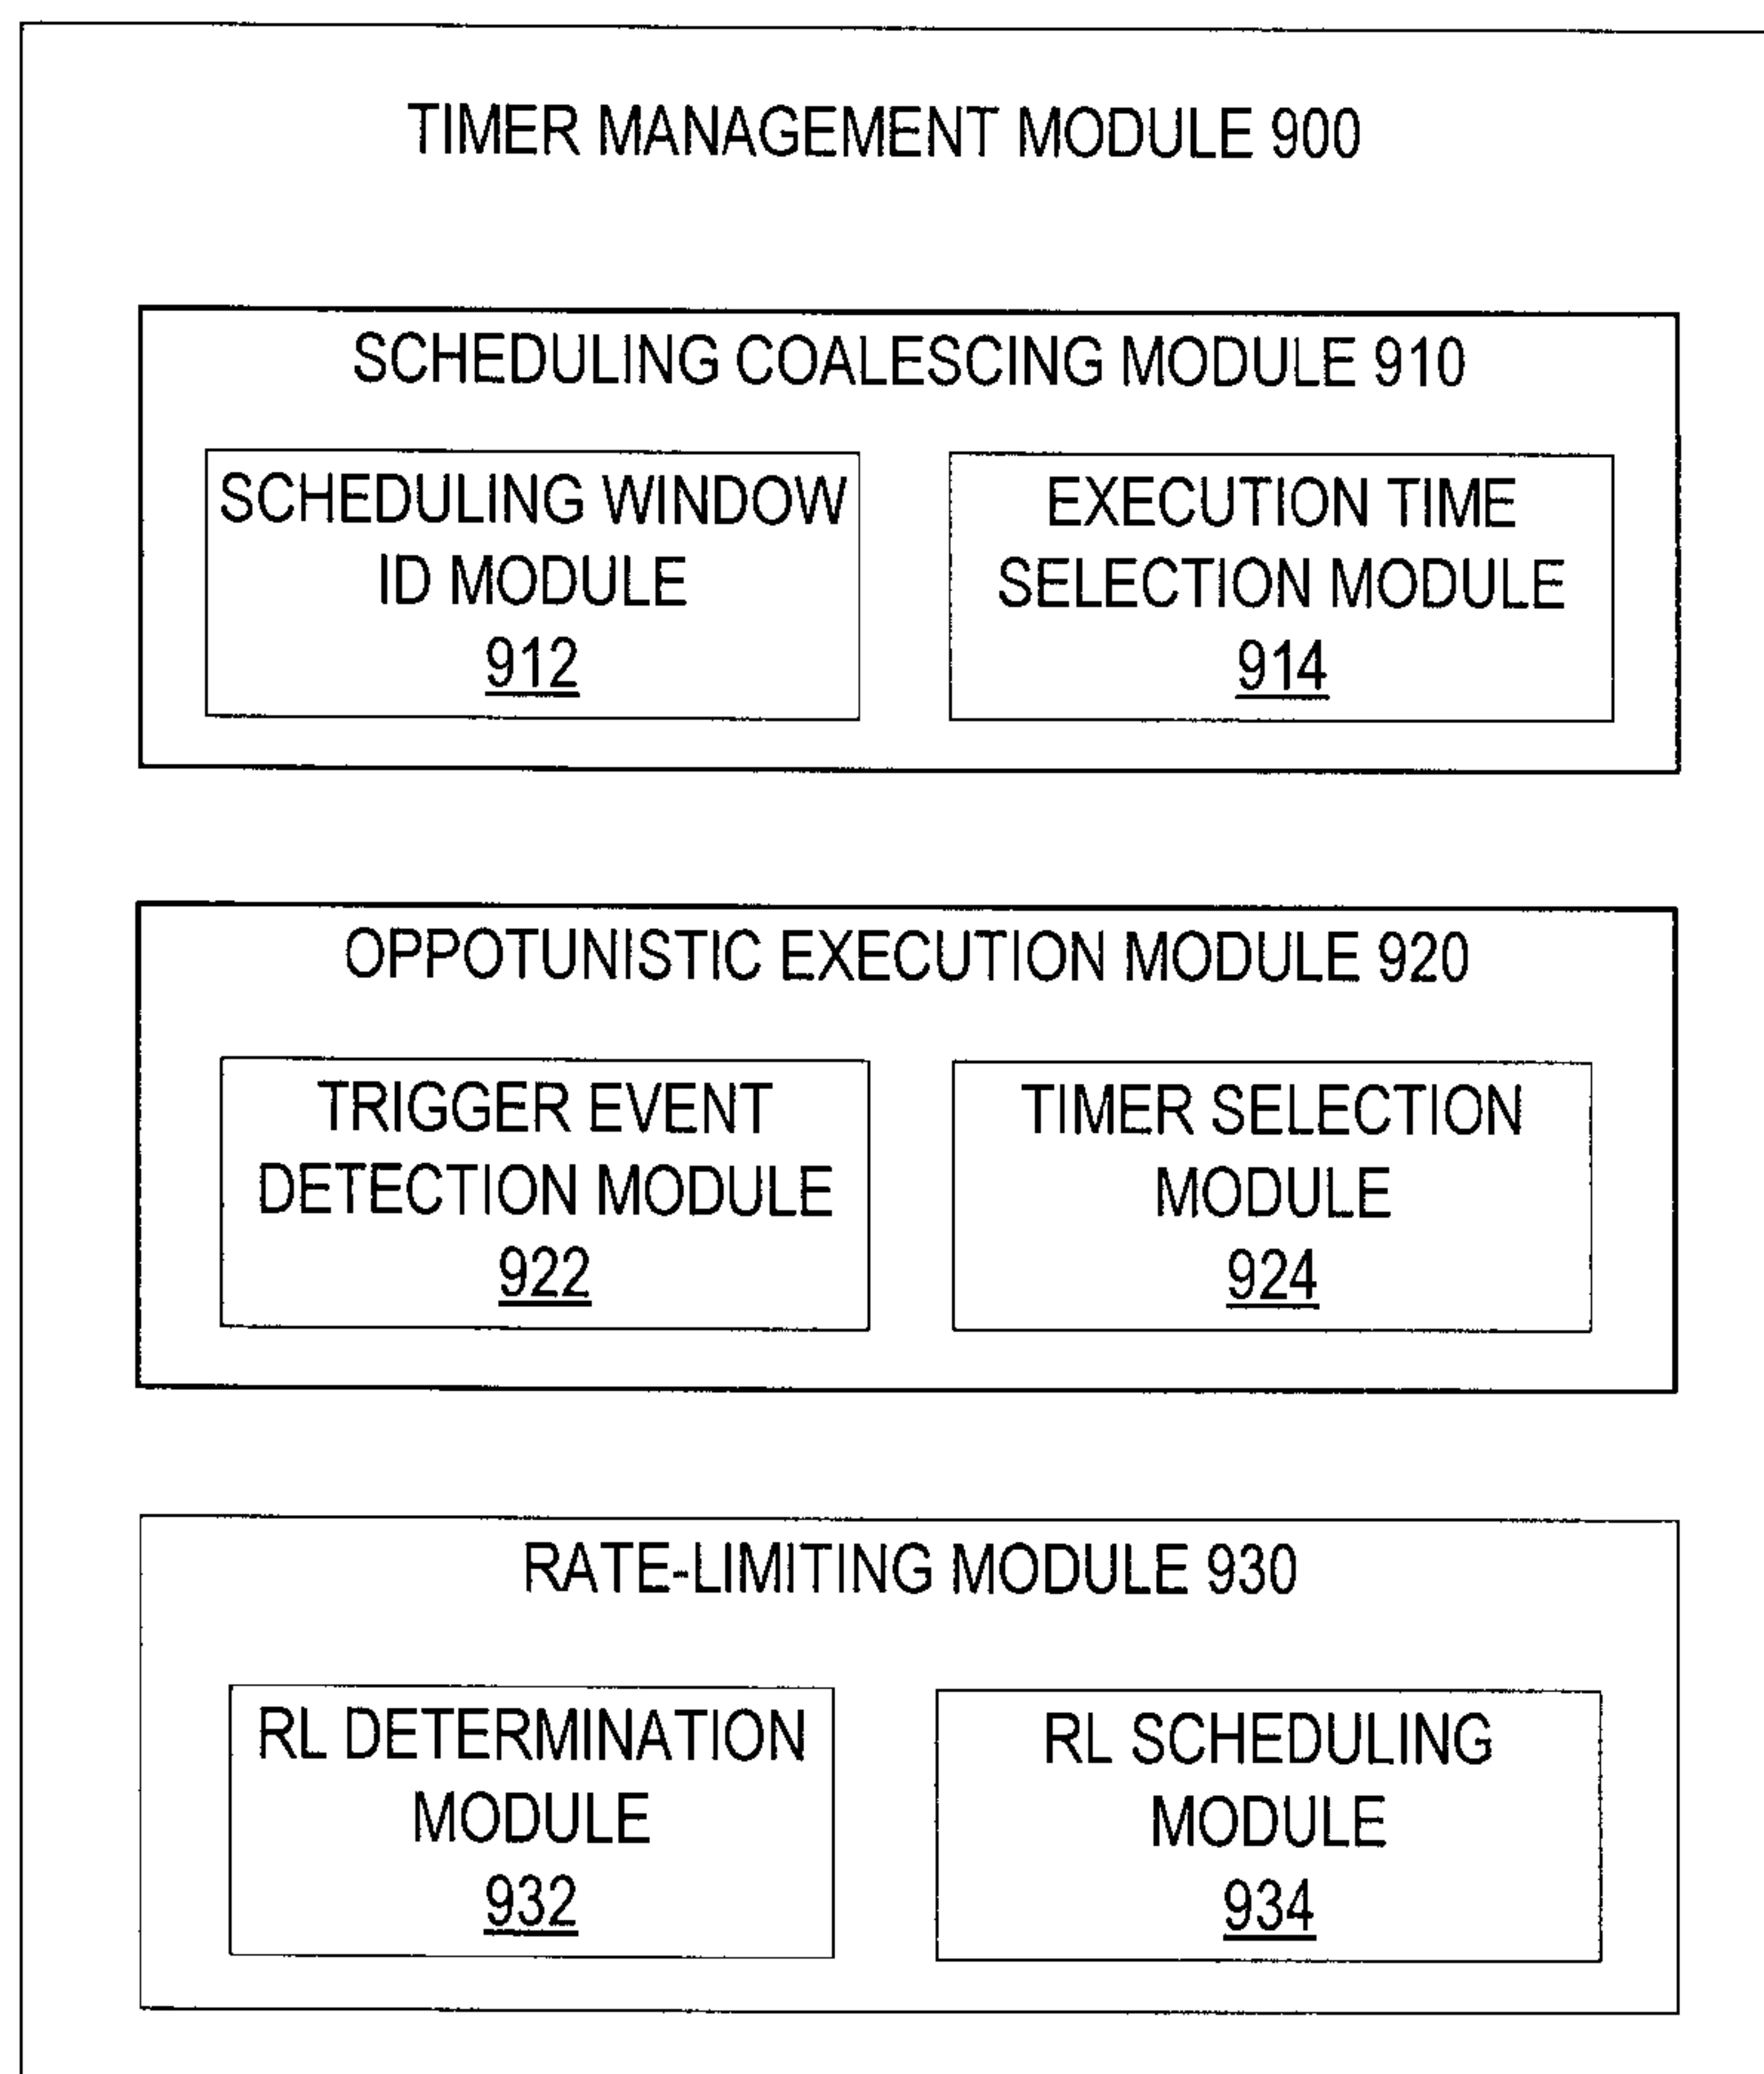 TIMER MANAGEMENT MODULE 900
SCHEDULING COALESCING MODULE 910
SCHEDULING WINDOW
ID MODULE
912
EXECUTION TIME
SELECTION MODULE
914
OPPOTUNISTIC EXECUTION MODULE 920
TRIGGER EVENT
DETECTION MODULE
922
TIMER SELECTION
MODULE
924
RATE-LIMITING MODULE 930
RL DETERMINATION
MODULE
932
RL SCHEDULING
MODULE
934